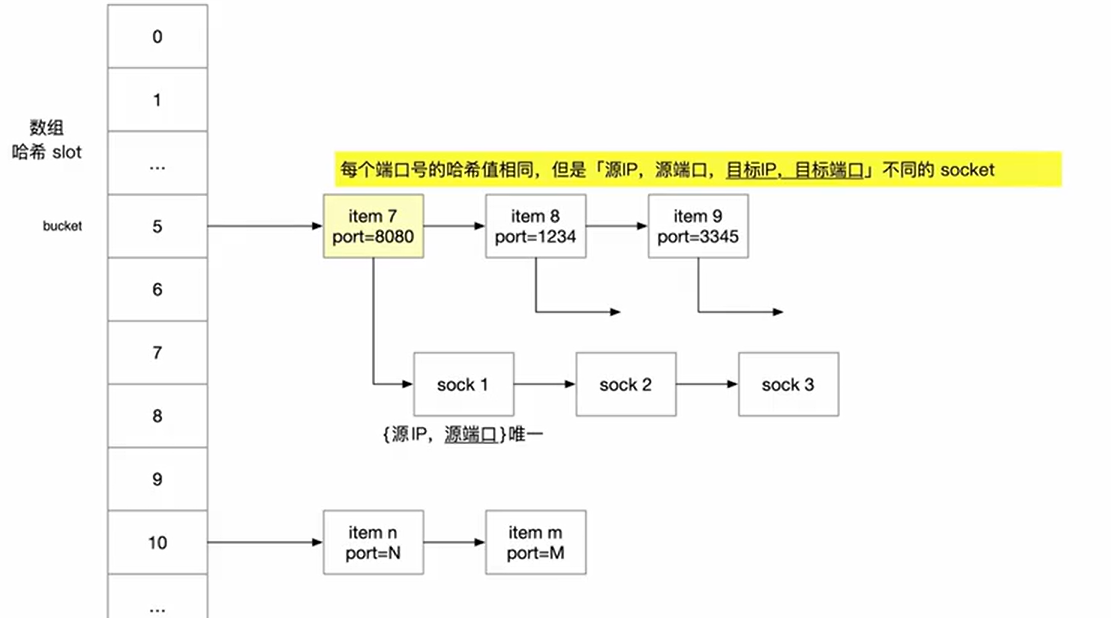 0
1
数组
哈希 slot
...
每个端口号的哈希值相同，但是「源IP，源端口，目标IP，目标端口」不同的 socket
bucket
5
item 7
port=8080
item 8
port=1234
item 9
port=3345
6
7
sock 1
sock 2
sock 3
8
{源IP，源端口}唯一
9
10
item n
port=N
item m
port=M
...